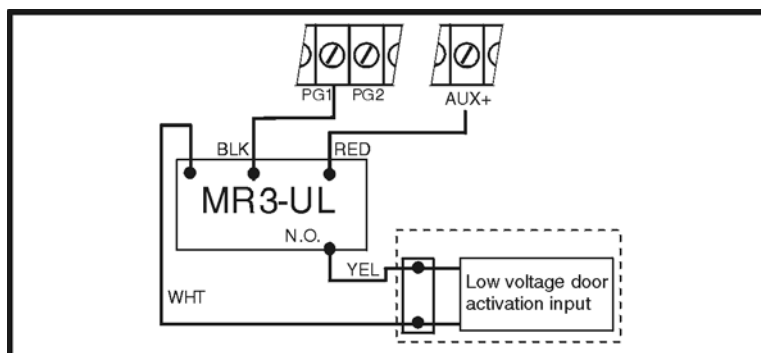 PG1 PG2 AUX+
BLK RED
MR3-UL
N.O.
YEL
WHT
Low voltage door
activation input